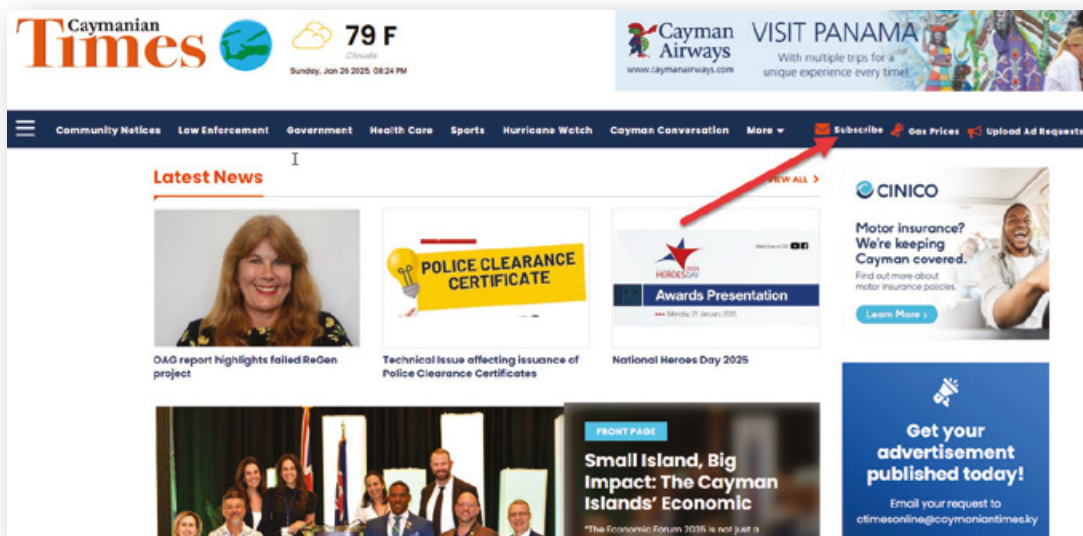 Caymanian
Times
79 F
Clouds
Sunday, Jan 26 2025, 08:24 PM
Cayman
Airways
www.caymanairways.com
VISIT PANAMA
With multiple trips for a
unique experience every time!
Community Notices Law Enforcement Government Health Care Sports Hurricane Watch Cayman Conversation More Subscribe Gas Prices Upload Ad Requests
Latest News
VIEW ALL
POLICE CLEARANCE
CERTIFICATE
HEROES DAY
2025
Awards Presentation
Monday, 27 January, 2025
OAG report highlights failed ReGen
project
Technical Issue affecting issuance of
Police Clearance Certificates
National Heroes Day 2025
CINICO
Motor insurance?
We're keeping
Cayman covered.
Find out more about
motor insurance policies.
Learn More >
FRONT PAGE
Small Island, Big
Impact: The Cayman
Islands' Economic
"The Economic Forum 2035 is not just a
Get your
advertisement
published today!
Email your request to
ctimesonline@caymaniantimes.ky